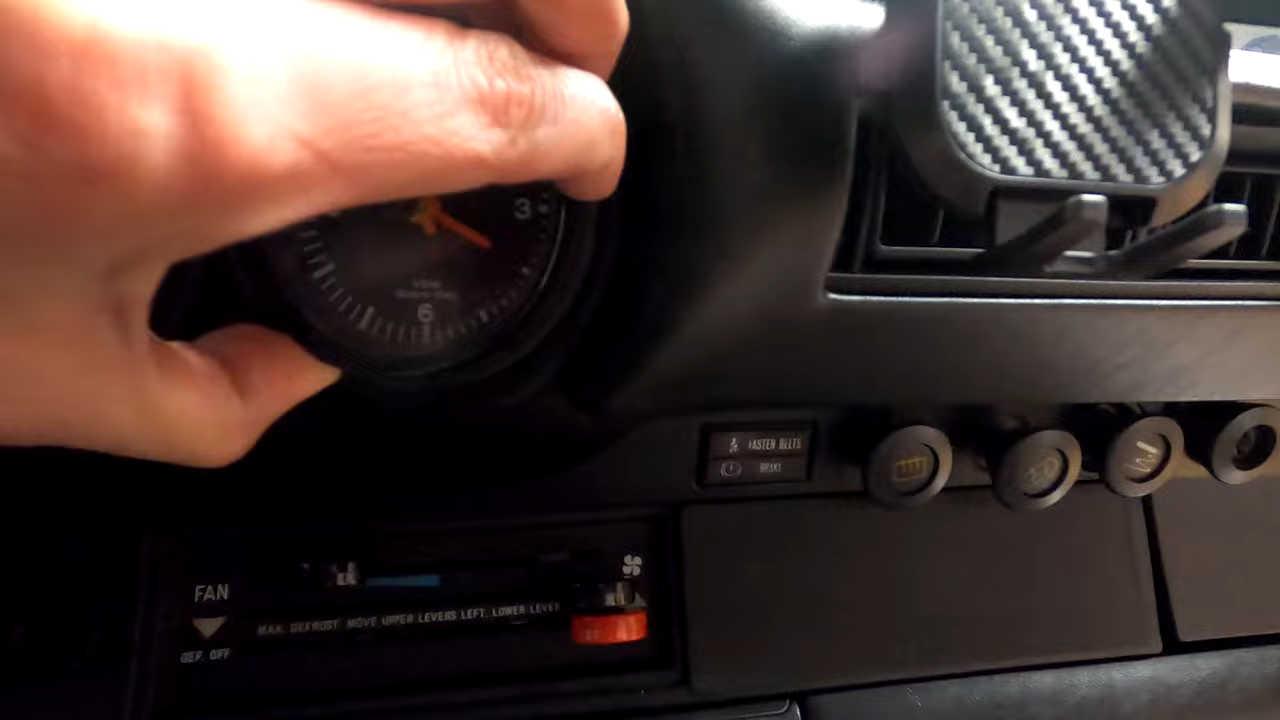 3
6
FASTEN BELTS
BRAKE
FAN
MAX. DEFROST MOVE UPPER LEVERS LEFT, LOWER LEVER
DEF. OFF